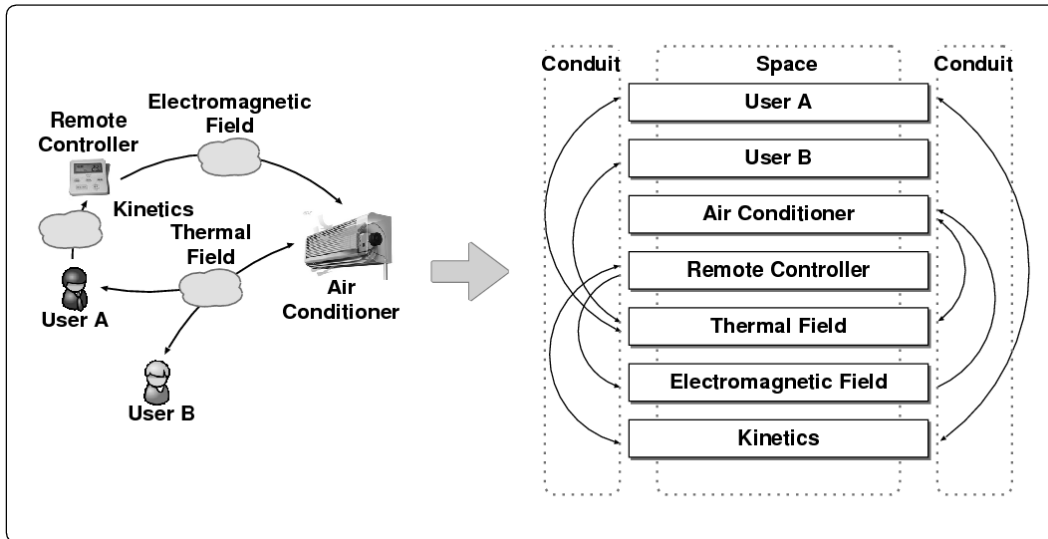 Electromagnetic
Field
Remote
Controller
Kinetics
Thermal
Field
Air
Conditioner
User A
User B
Conduit
Space
Conduit
User A
User B
Air Conditioner
Remote Controller
Thermal Field
Electromagnetic Field
Kinetics